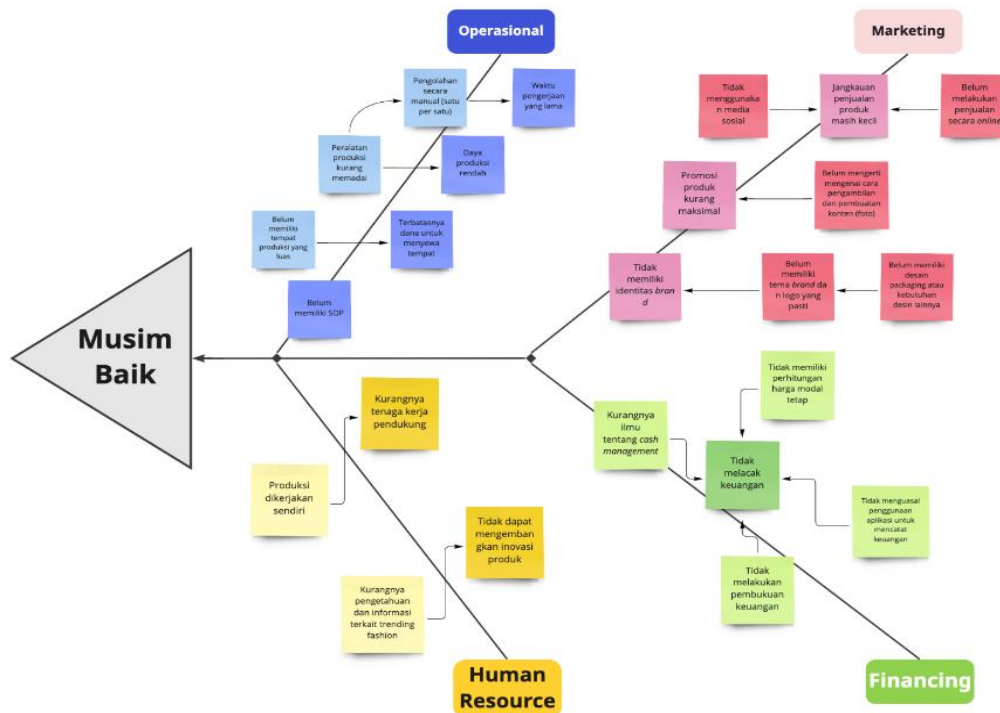 Operasional
Marketing
Pengolahan
secara
manual (satu
per satu)
Waktu
pengerjaan
yang lama
Tidak
menggunaka
n media
sosial
Jangkauan
penjualan
produk
masih kecil
Belum
melakukan
penjualan
secara online
Peralatan
produksi
kurang
memadai
Daya
produksi
rendah
Promosi
produk
kurang
maksimal
Belum mengerti
mengenai cara
pengambilan
dan pembuatan
konten (foto)
Belum
memiliki
tempat
produksi yang
luas
Terbatasnya
dana untuk
menyewa
tempat
Tidak
memiliki
identitas bran
d
Belum
memiliki
tema brand da
n logo yang
pasti
Belum memiliki
desain
packaging atau
kebutuhan
desin lainnya
Belum
memiliki SOP
Musim
Baik
Kurangnya
tenaga kerja
pendukung
Produksi
dikerjakan
sendiri
Tidak dapat
mengemban
gkan inovasi
produk
Kurangnya
pengetahuan
dan informasi
terkait trending
fashion
Tidak memiliki
perhitungan
harga modal
tetap
Kurangnya
ilmu
tentang cash
management
Tidak
melacak
keuangan
Tidak menguasai
penggunaan
aplikasi untuk
mencatat
keuangan
Tidak
melakukan
pembukuan
keuangan
Human
Resource
Financing